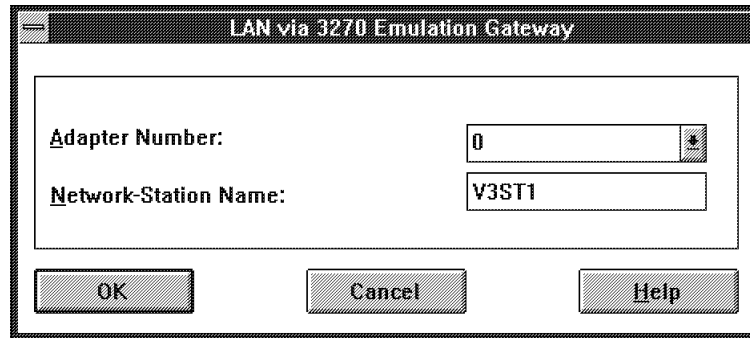 LAN via 3270 Emulation Gateway
Adapter Number: 0
Network-Station Name: V3ST1
OK Cancel Help